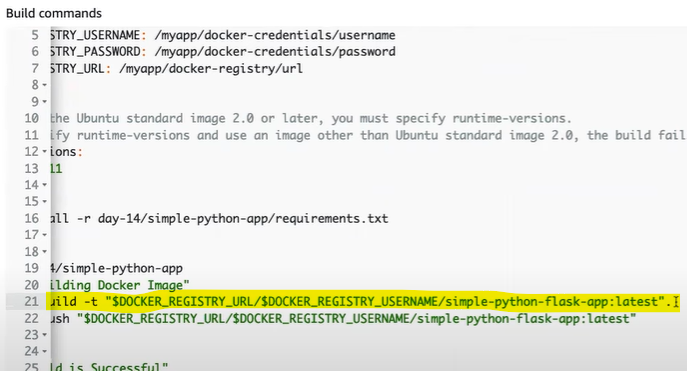 Build commands
5 STRY_USERNAME: /myapp/docker-credentials/username
6 STRY_PASSWORD: /myapp/docker-credentials/password
7 STRY_URL: /myapp/docker-registry/url
8
9
10 the Ubuntu standard image 2.0 or later, you must specify runtime-versions.
11 ify runtime-versions and use an image other than Ubuntu standard image 2.0, the build fail
12 ions:
13 11
14
15
16 all -r day-14/simple-python-app/requirements.txt
17
18
19 4/simple-python-app
20 ilding Docker Image"
21 uild -t "$DOCKER_REGISTRY_URL/$DOCKER_REGISTRY_USERNAME/simple-python-flask-app:latest".
22 ush "$DOCKER_REGISTRY_URL/$DOCKER_REGISTRY_USERNAME/simple-python-flask-app:latest"
23
24
25 ld is Successful"